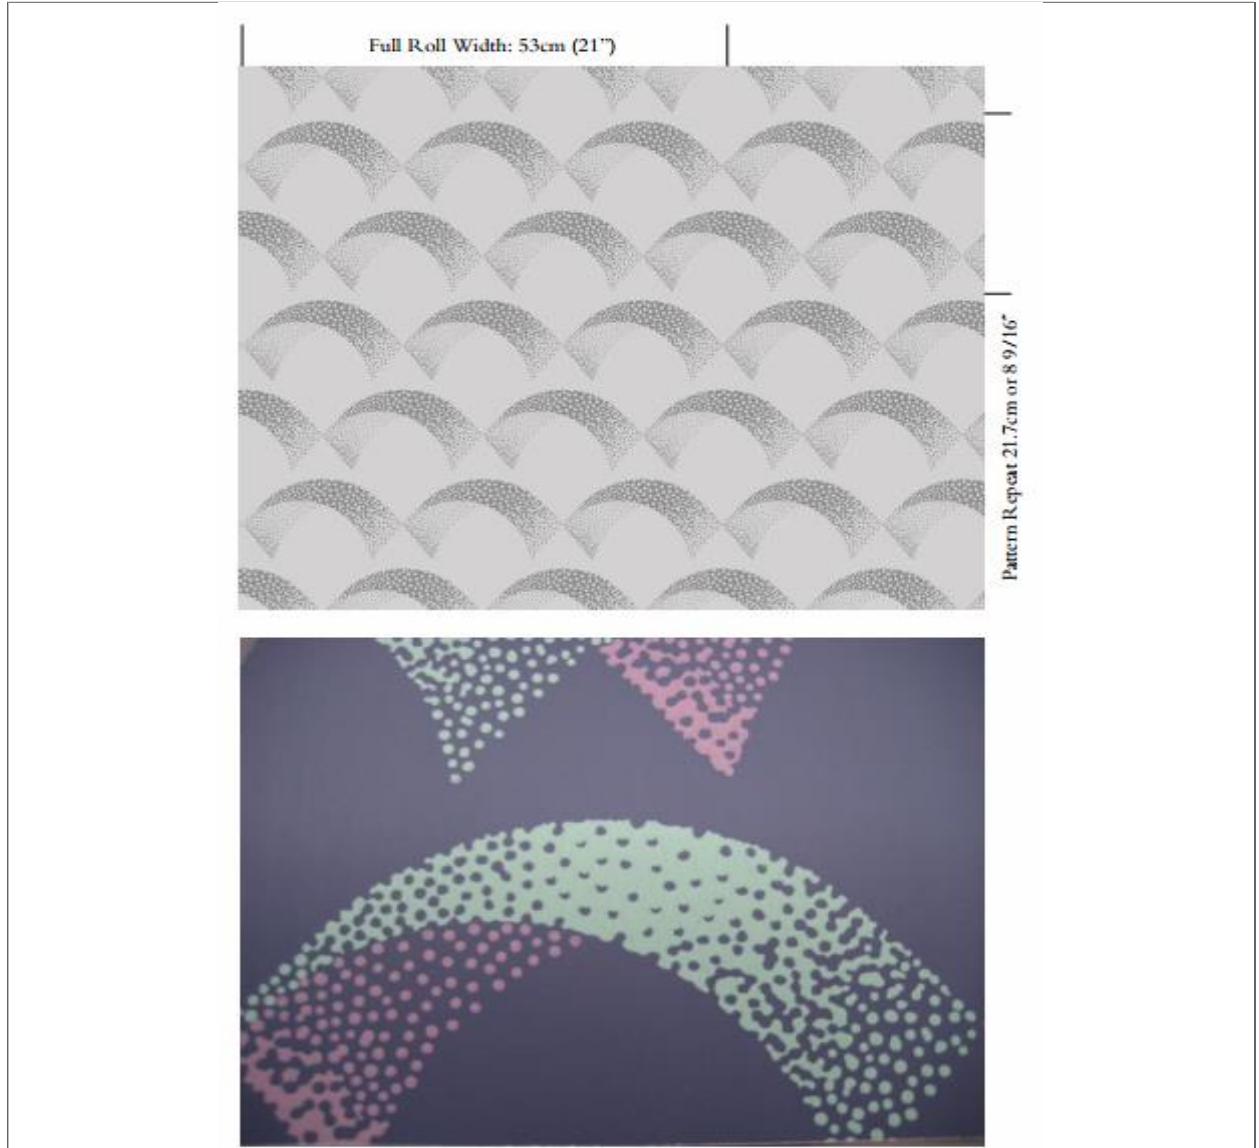 Full Roll Width: 53cm (21”)
Pattern Repeat 21.7cm or 8 9/16”